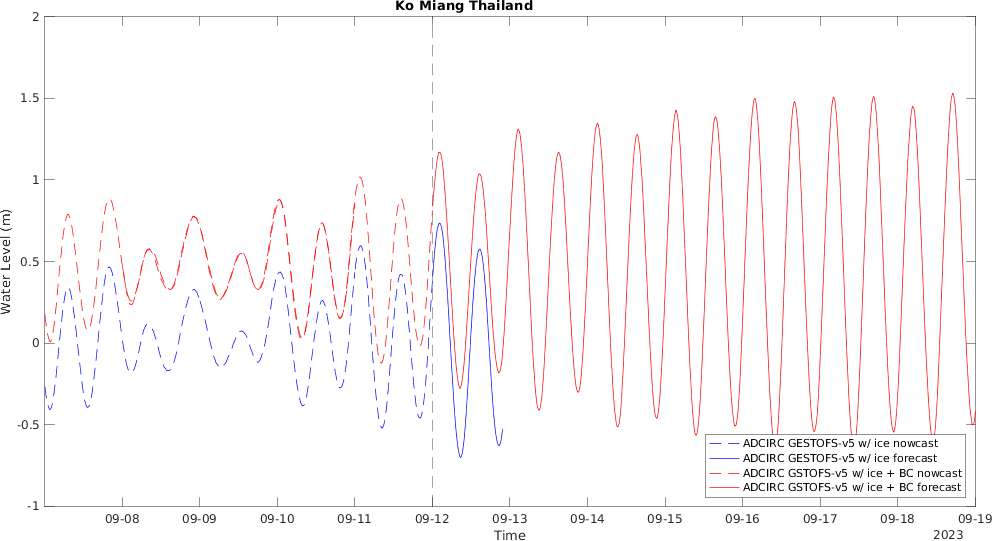 Ko Miang Thailand
2
1.5
1
0.5
0
-0.5
-1
Water Level (m)
ADCIRC GESTOFS-v5 w/ ice nowcast
ADCIRC GESTOFS-v5 w/ ice forecast
ADCIRC GSTOFS-v5 w/ ice + BC nowcast
ADCIRC GSTOFS-v5 w/ ice + BC forecast
09-08 09-09 09-10 09-11 09-12 09-13 09-14 09-15 09-16 09-17 09-18 09-19
Time
2023